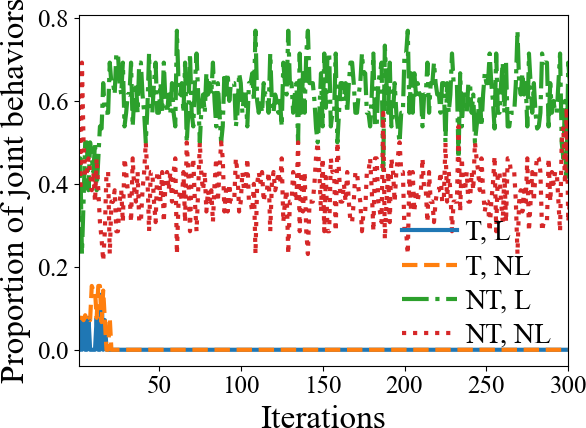 Proportion of joint behaviors
0.8
0.6
0.4
0.2
0.0
T, L
T, NL
NT, L
NT, NL
50 100 150 200 250 300
Iterations